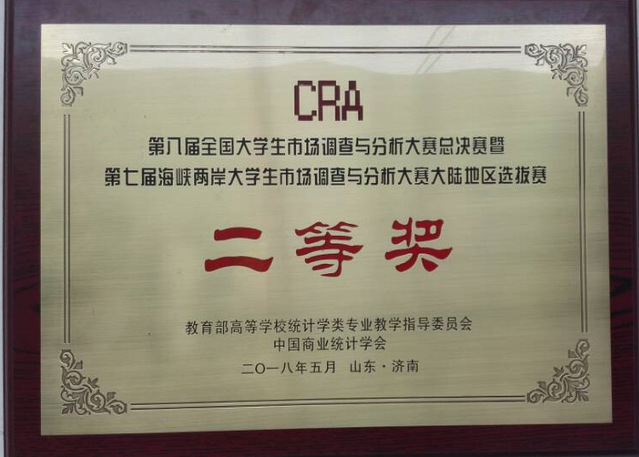 CRA
第八届全国大学生市场调查与分析大赛总决赛暨
第七届海峡两岸大学生市场调查与分析大赛大陆地区选拔赛
二等奖
教育部高等学校统计学类专业教学指导委员会
中国商业统计学会
二〇一八年五月 山东·济南